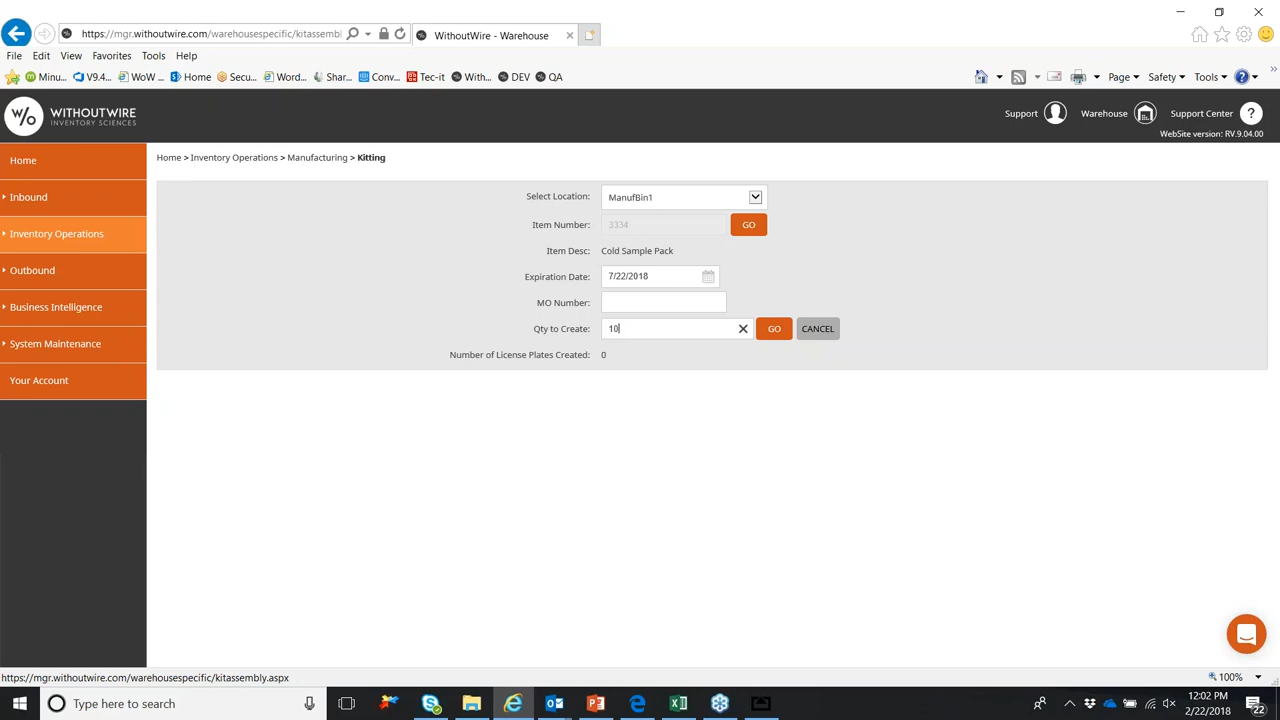 https://mgr.withoutwire.com/warehousespecific/kitassembl
WithoutWire - Warehouse
File Edit View Favorites Tools Help
Minu... V9.4... WoW ... Home Secu... Word... Shar... Conv... Tec-it With... DEV QA
Page Safety Tools
W/o WITHOUTWIRE
INVENTORY SCIENCES
Support Warehouse Support Center ?
WebSite version: RV.9.04.00
Home
Inbound
Inventory Operations
Outbound
Business Intelligence
System Maintenance
Your Account
Home > Inventory Operations > Manufacturing > Kitting
Select Location: ManufBin1
Item Number: 3334 GO
Item Desc: Cold Sample Pack
Expiration Date: 7/22/2018
MO Number:
Qty to Create: 10 GO CANCEL
Number of License Plates Created: 0
https://mgr.withoutwire.com/warehousespecific/kitassembly.aspx
100%
Type here to search
12:02 PM
2/22/2018
22